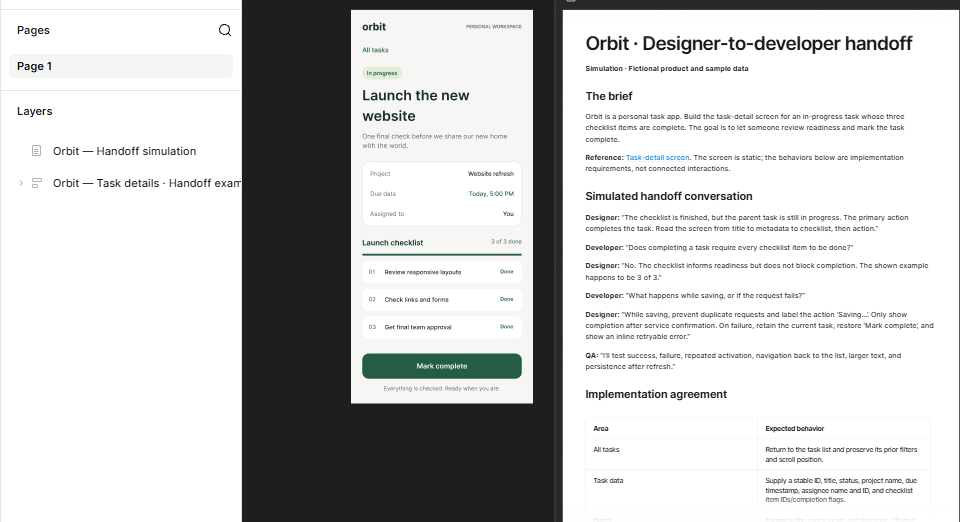 Pages
Page 1
Layers
Orbit — Handoff simulation
Orbit — Task details · Handoff exam
orbit
PERSONAL WORKSPACE
All tasks
In progress
Launch the new
website
One final check before we share our new home
with the world.
Project Website refresh
Due date Today, 5:00 PM
Assigned to You
Launch checklist 3 of 3 done
01 Review responsive layouts Done
02 Check links and forms Done
03 Get final team approval Done
Mark complete
Everything is checked. Ready when you are.
Orbit · Designer-to-developer handoff
Simulation · Fictional product and sample data
The brief
Orbit is a personal task app. Build the task-detail screen for an in-progress task whose three
checklist items are complete. The goal is to let someone review readiness and mark the task
complete.
Reference: Task-detail screen. The screen is static; the behaviors below are implementation
requirements, not connected interactions.
Simulated handoff conversation
Designer: “The checklist is finished, but the parent task is still in progress. The primary action
completes the task. Read the screen from title to metadata to checklist, then action.”
Developer: “Does completing a task require every checklist item to be done?”
Designer: “No. The checklist informs readiness but does not block completion. The shown example
happens to be 3 of 3.”
Developer: “What happens while saving, or if the request fails?”
Designer: “While saving, prevent duplicate requests and label the action ‘Saving…’. Only show
completion after service confirmation. On failure, retain the current task, restore ‘Mark complete’, and
show an inline retryable error.”
QA: “I’ll test success, failure, repeated activation, navigation back to the list, larger text, and
persistence after refresh.”
Implementation agreement
Area Expected behavior
All tasks Return to the task list and preserve its prior filters
and scroll position.
Task data Supply a stable ID, title, status, project name, due
timestamp, assignee name and ID, and checklist
item IDs/completion flags.